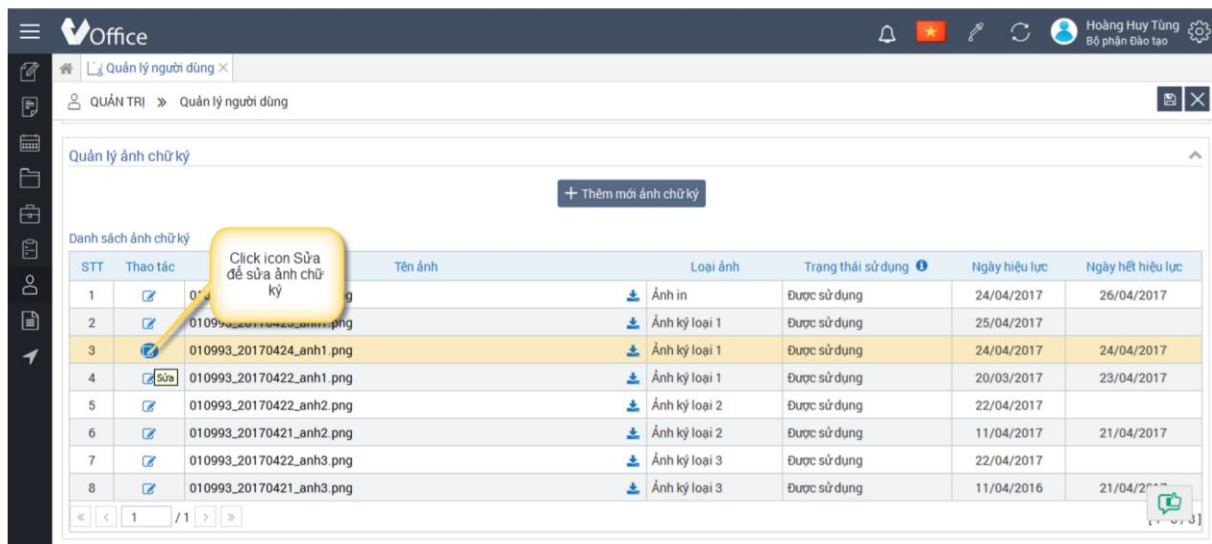 Office
Hoàng Huy Tùng
Bộ phận Đào tạo
Quản lý người dùng
QUẢN TRỊ » Quản lý người dùng
Quản lý ảnh chữ ký
+ Thêm mới ảnh chữ ký
Danh sách ảnh chữ ký
Click icon Sửa
để sửa ảnh chữ
ký
STT Thao tác Tên ảnh Loại ảnh Trạng thái sử dụng Ngày hiệu lực Ngày hết hiệu lực
1 Ảnh in Được sử dụng 24/04/2017 26/04/2017
2 Ảnh ký loại 1 Được sử dụng 25/04/2017
3 010993_20170424_anh1.png Ảnh ký loại 1 Được sử dụng 24/04/2017 24/04/2017
4 Sửa 010993_20170422_anh1.png Ảnh ký loại 1 Được sử dụng 20/03/2017 23/04/2017
5 010993_20170422_anh2.png Ảnh ký loại 2 Được sử dụng 22/04/2017
6 010993_20170421_anh2.png Ảnh ký loại 2 Được sử dụng 11/04/2017 21/04/2017
7 010993_20170422_anh3.png Ảnh ký loại 3 Được sử dụng 22/04/2017
8 010993_20170421_anh3.png Ảnh ký loại 3 Được sử dụng 11/04/2016
« < 1 / 1 > »